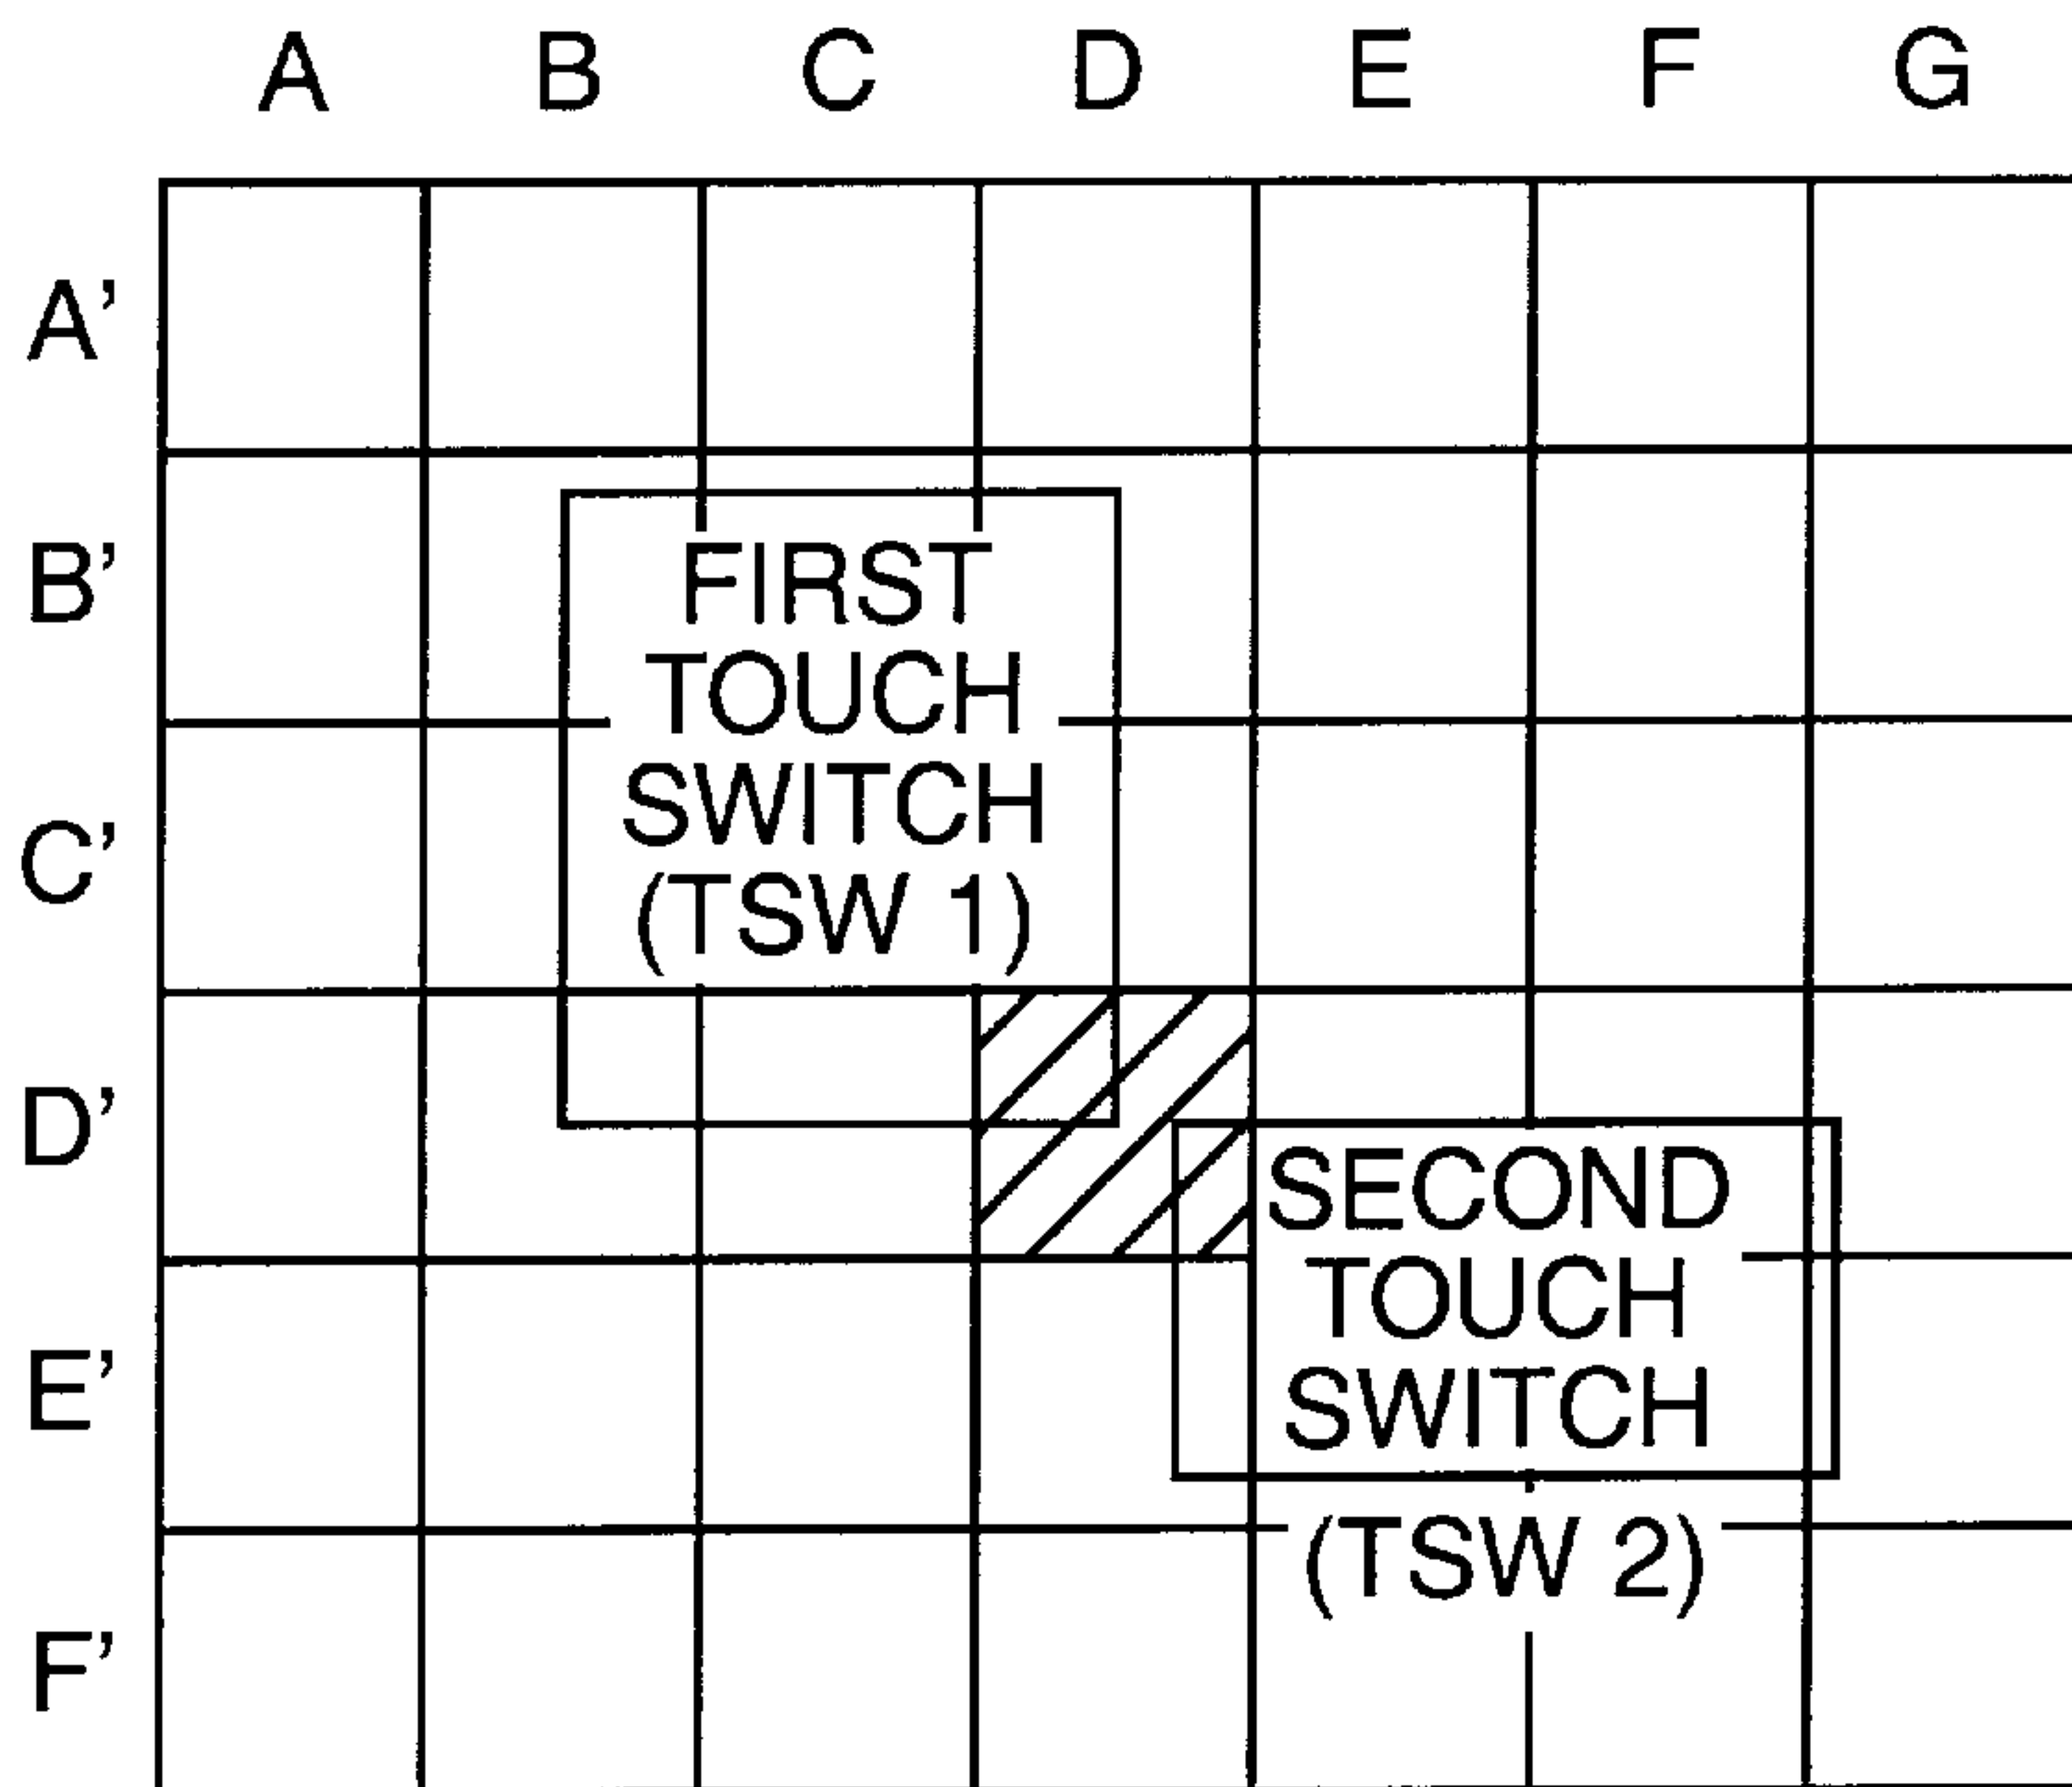 A B C D E F G
A'
B'
FIRST
TOUCH
SWITCH
(TSW 1)
C'
D'
SECOND
TOUCH
SWITCH
(TSW 2)
E'
F'